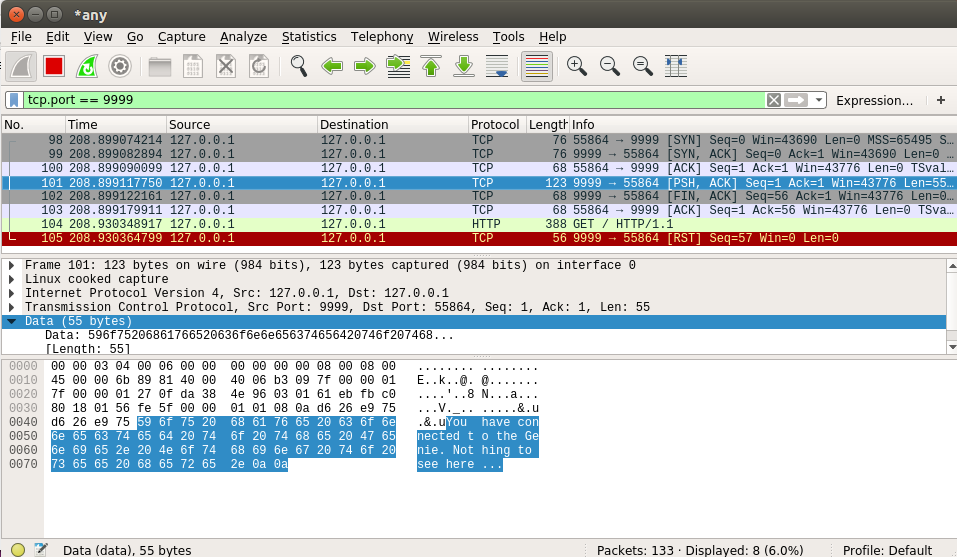 *any
File Edit View Go Capture Analyze Statistics Telephony Wireless Tools Help
tcp.port == 9999 Expression... +
No. Time Source Destination Protocol Length Info
98 208.899074214 127.0.0.1 127.0.0.1 TCP 76 55864 → 9999 [SYN] Seq=0 Win=43690 Len=0 MSS=65495 S...
99 208.899082894 127.0.0.1 127.0.0.1 TCP 76 9999 → 55864 [SYN, ACK] Seq=0 Ack=1 Win=43690 Len=0 ...
100 208.899090099 127.0.0.1 127.0.0.1 TCP 68 55864 → 9999 [ACK] Seq=1 Ack=1 Win=43776 Len=0 TSval...
101 208.899117750 127.0.0.1 127.0.0.1 TCP 123 9999 → 55864 [PSH, ACK] Seq=1 Ack=1 Win=43776 Len=55...
102 208.899122161 127.0.0.1 127.0.0.1 TCP 68 9999 → 55864 [FIN, ACK] Seq=56 Ack=1 Win=43776 Len=0...
103 208.899179911 127.0.0.1 127.0.0.1 TCP 68 55864 → 9999 [ACK] Seq=1 Ack=56 Win=43776 Len=0 TSva...
104 208.930348917 127.0.0.1 127.0.0.1 HTTP 388 GET / HTTP/1.1
105 208.930364799 127.0.0.1 127.0.0.1 TCP 56 9999 → 55864 [RST] Seq=57 Win=0 Len=0
Frame 101: 123 bytes on wire (984 bits), 123 bytes captured (984 bits) on interface 0
Linux cooked capture
Internet Protocol Version 4, Src: 127.0.0.1, Dst: 127.0.0.1
Transmission Control Protocol, Src Port: 9999, Dst Port: 55864, Seq: 1, Ack: 1, Len: 55
Data (55 bytes)
Data: 596f75206861766520636f6e6e656374656420746f207468...
[Length: 55]
0000 00 00 03 04 00 06 00 00 00 00 00 00 08 00 08 00 ........ ........
0010 45 00 00 6b 89 81 40 00 40 06 b3 09 7f 00 00 01 E..k..@. @.......
0020 7f 00 00 01 27 0f da 38 4e 96 03 01 61 eb fb c0 ....'..8 N...a...
0030 80 18 01 56 fe 5f 00 00 01 01 08 0a d6 26 e9 75 ...V._.. .....&.u
0040 d6 26 e9 75 59 6f 75 20 68 61 76 65 20 63 6f 6e .&.uYou have con
0050 6e 65 63 74 65 64 20 74 6f 20 74 68 65 20 47 65 nected t o the Ge
0060 6e 69 65 2e 20 4e 6f 74 68 69 6e 67 20 74 6f 20 nie. Not hing to
0070 73 65 65 20 68 65 72 65 2e 0a 0a see here ...
Data (data), 55 bytes Packets: 133 · Displayed: 8 (6.0%) Profile: Default